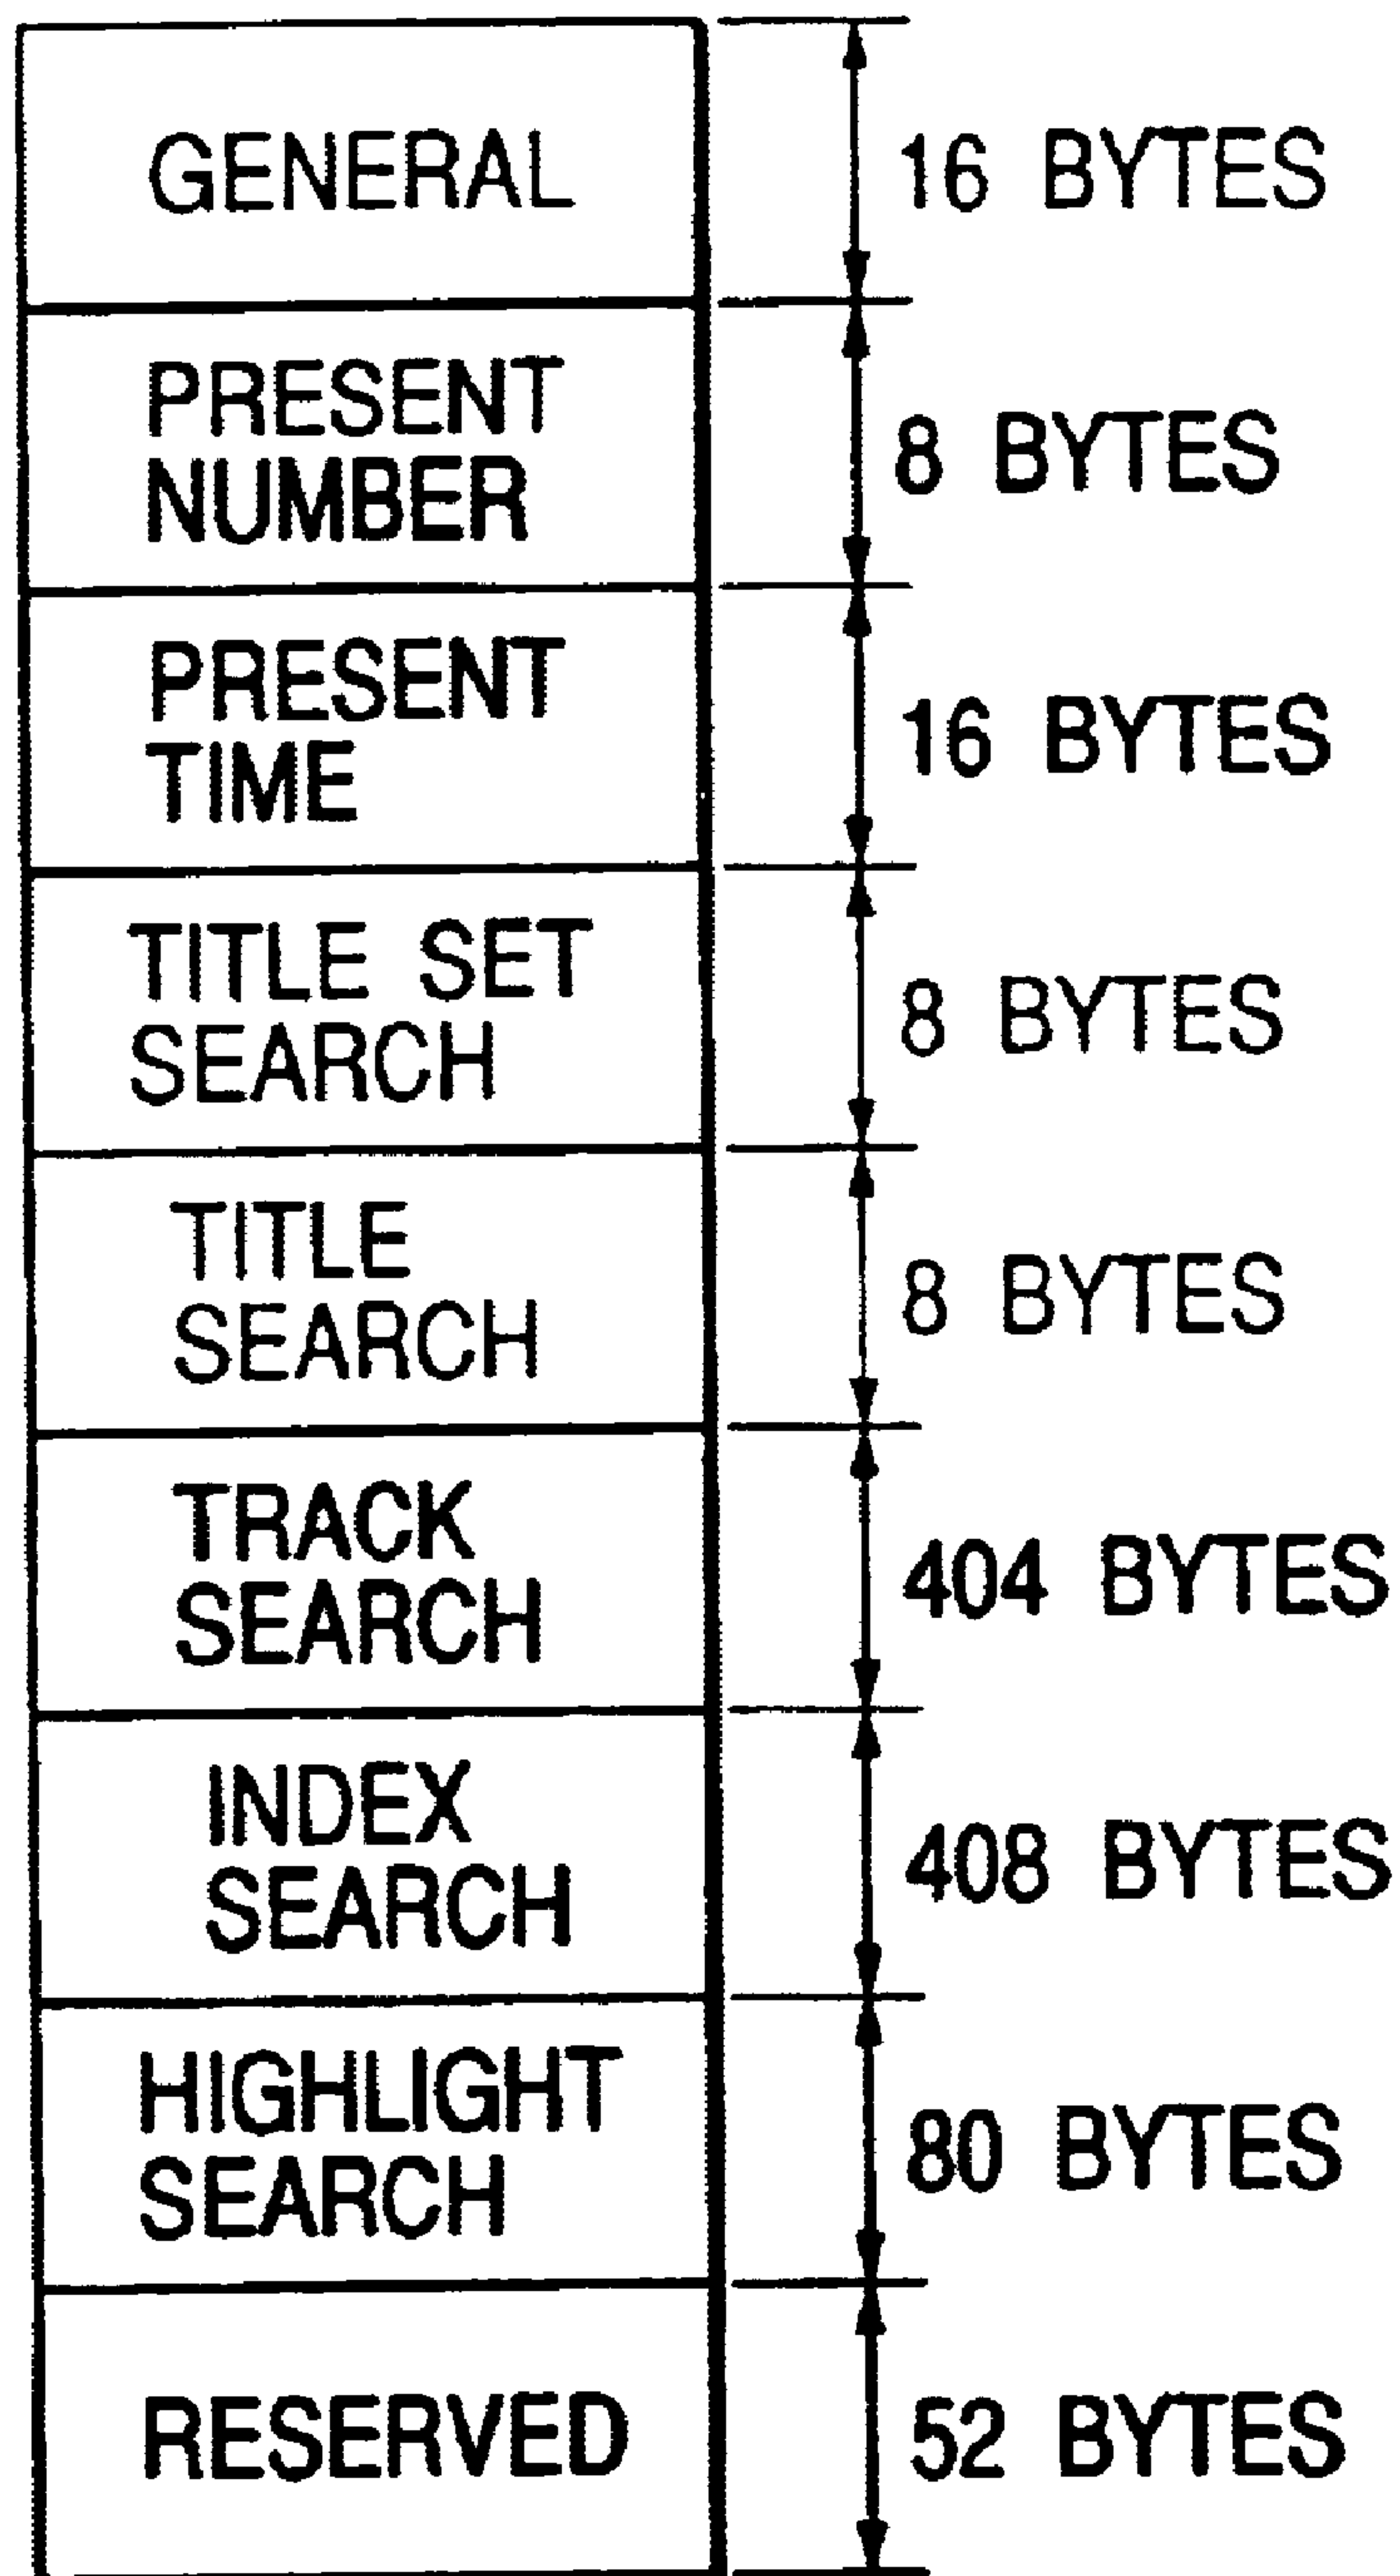 GENERAL
16 BYTES
PRESENT
NUMBER
8 BYTES
PRESENT
TIME
16 BYTES
TITLE SET
SEARCH
8 BYTES
TITLE
SEARCH
8 BYTES
TRACK
SEARCH
404 BYTES
INDEX
SEARCH
408 BYTES
HIGHLIGHT
SEARCH
80 BYTES
RESERVED
52 BYTES